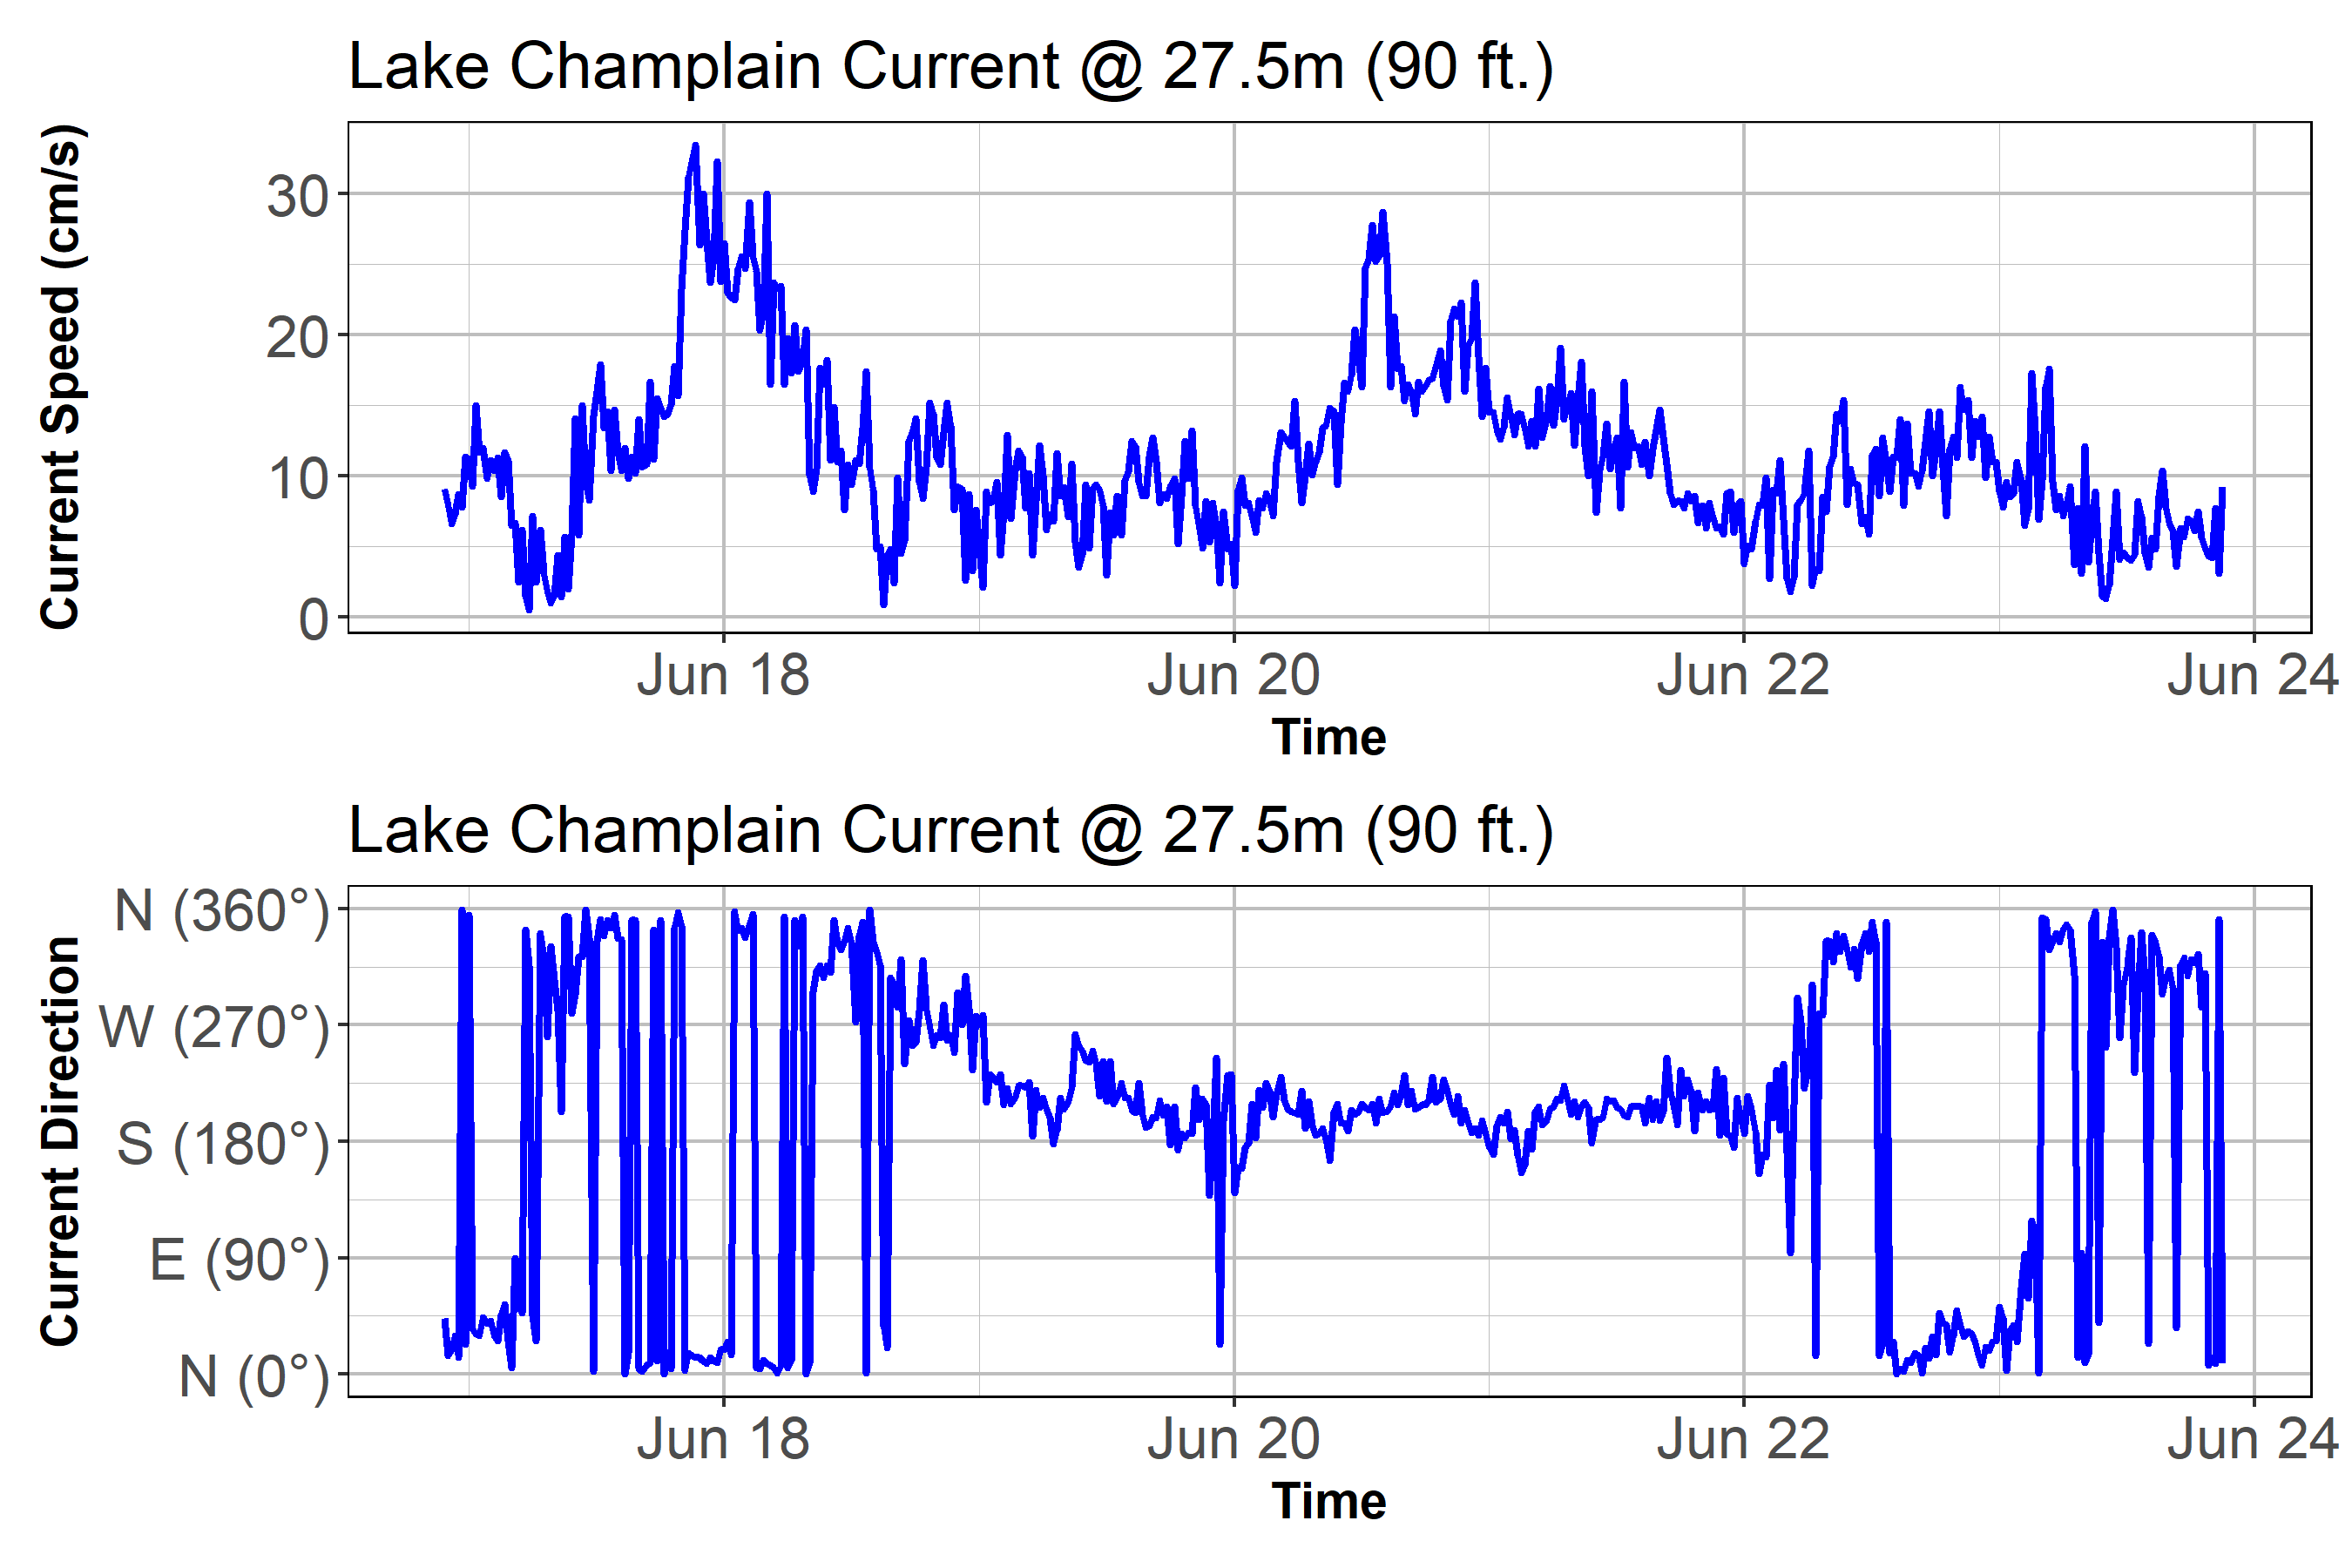 Lake Champlain Current @ 27.5m (90 ft.)
Current Speed (cm/s)
30
20
10
0
Jun 18 Jun 20 Jun 22 Jun 24
Time
Lake Champlain Current @ 27.5m (90 ft.)
Current Direction
N (360°)
W (270°)
S (180°)
E (90°)
N (0°)
Jun 18 Jun 20 Jun 22 Jun 24
Time